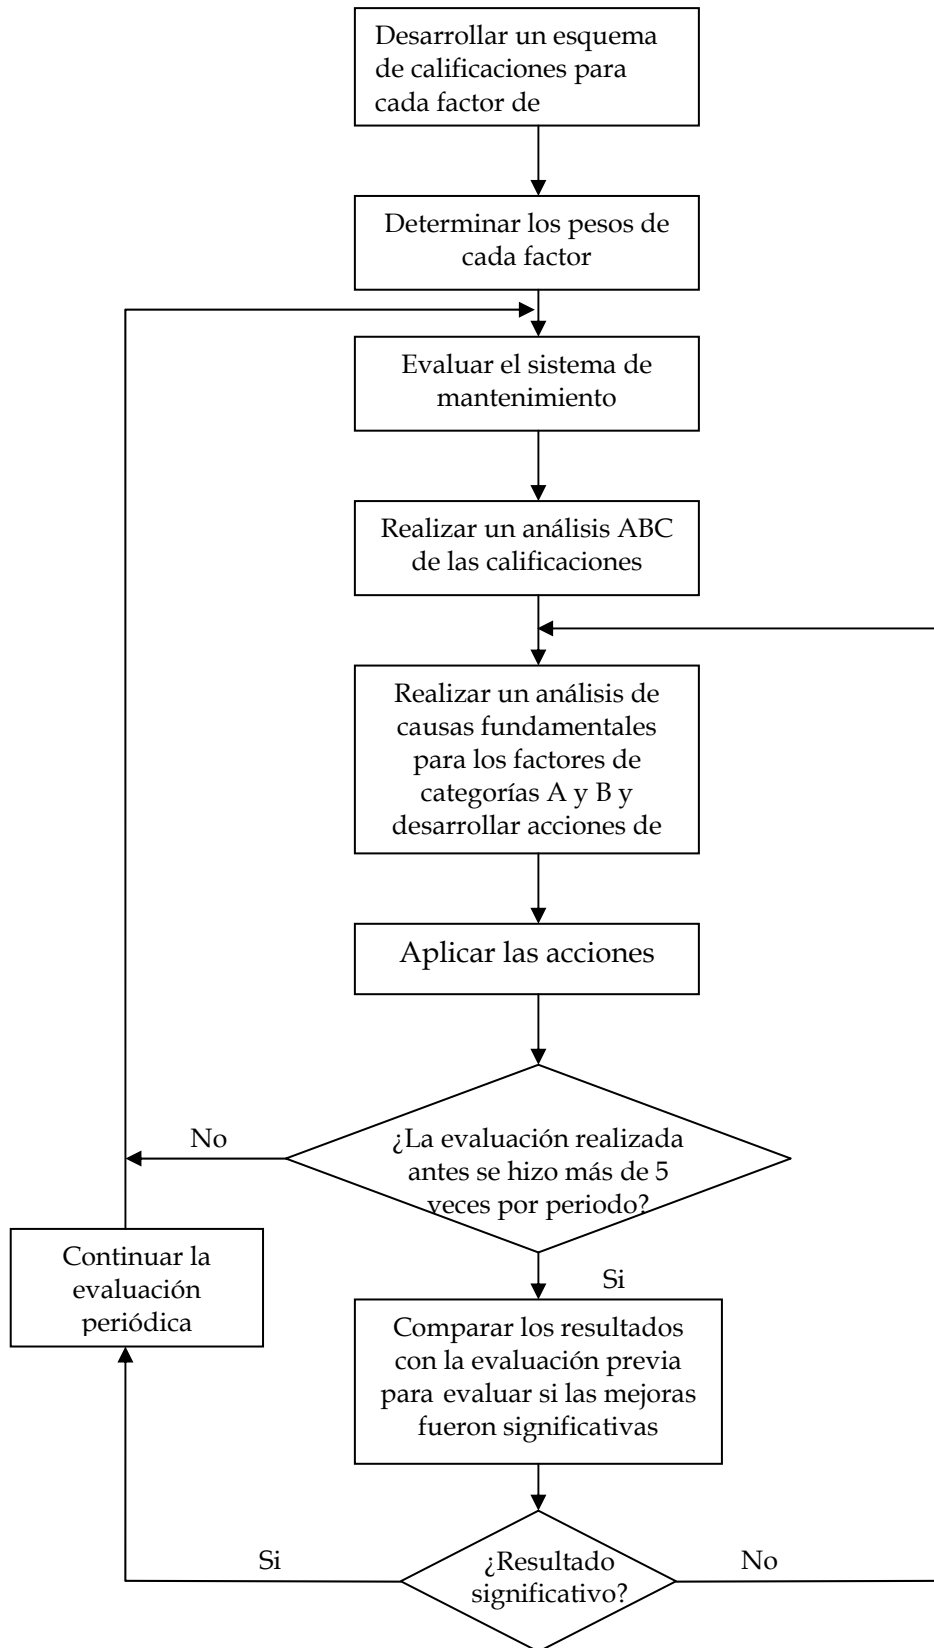 Desarrollar un esquema
de calificaciones para
cada factor de
Determinar los pesos de
cada factor
Evaluar el sistema de
mantenimiento
Realizar un análisis ABC
de las calificaciones
Realizar un análisis de
causas fundamentales
para los factores de
categorías A y B y
desarrollar acciones de
Aplicar las acciones
No
¿La evaluación realizada
antes se hizo más de 5
veces por periodo?
Continuar la
evaluación
periódica
Si
Comparar los resultados
con la evaluación previa
para evaluar si las mejoras
fueron significativas
Si
¿Resultado
significativo?
No